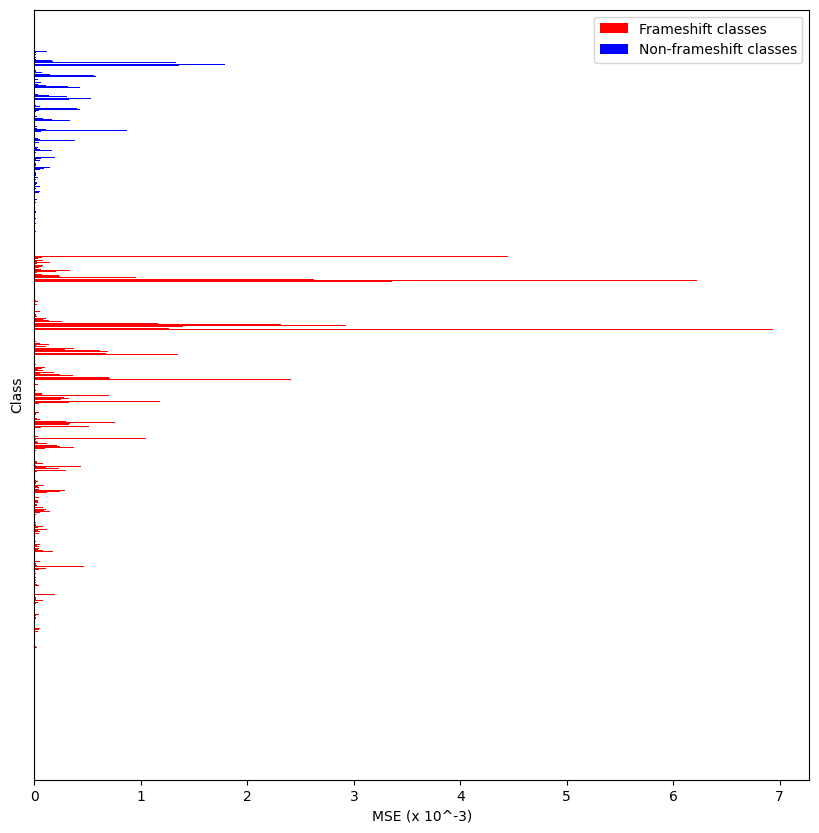 Frameshift classes
Non-frameshift classes
Class
0 1 2 3 4 5 6 7
MSE (x 10^-3)